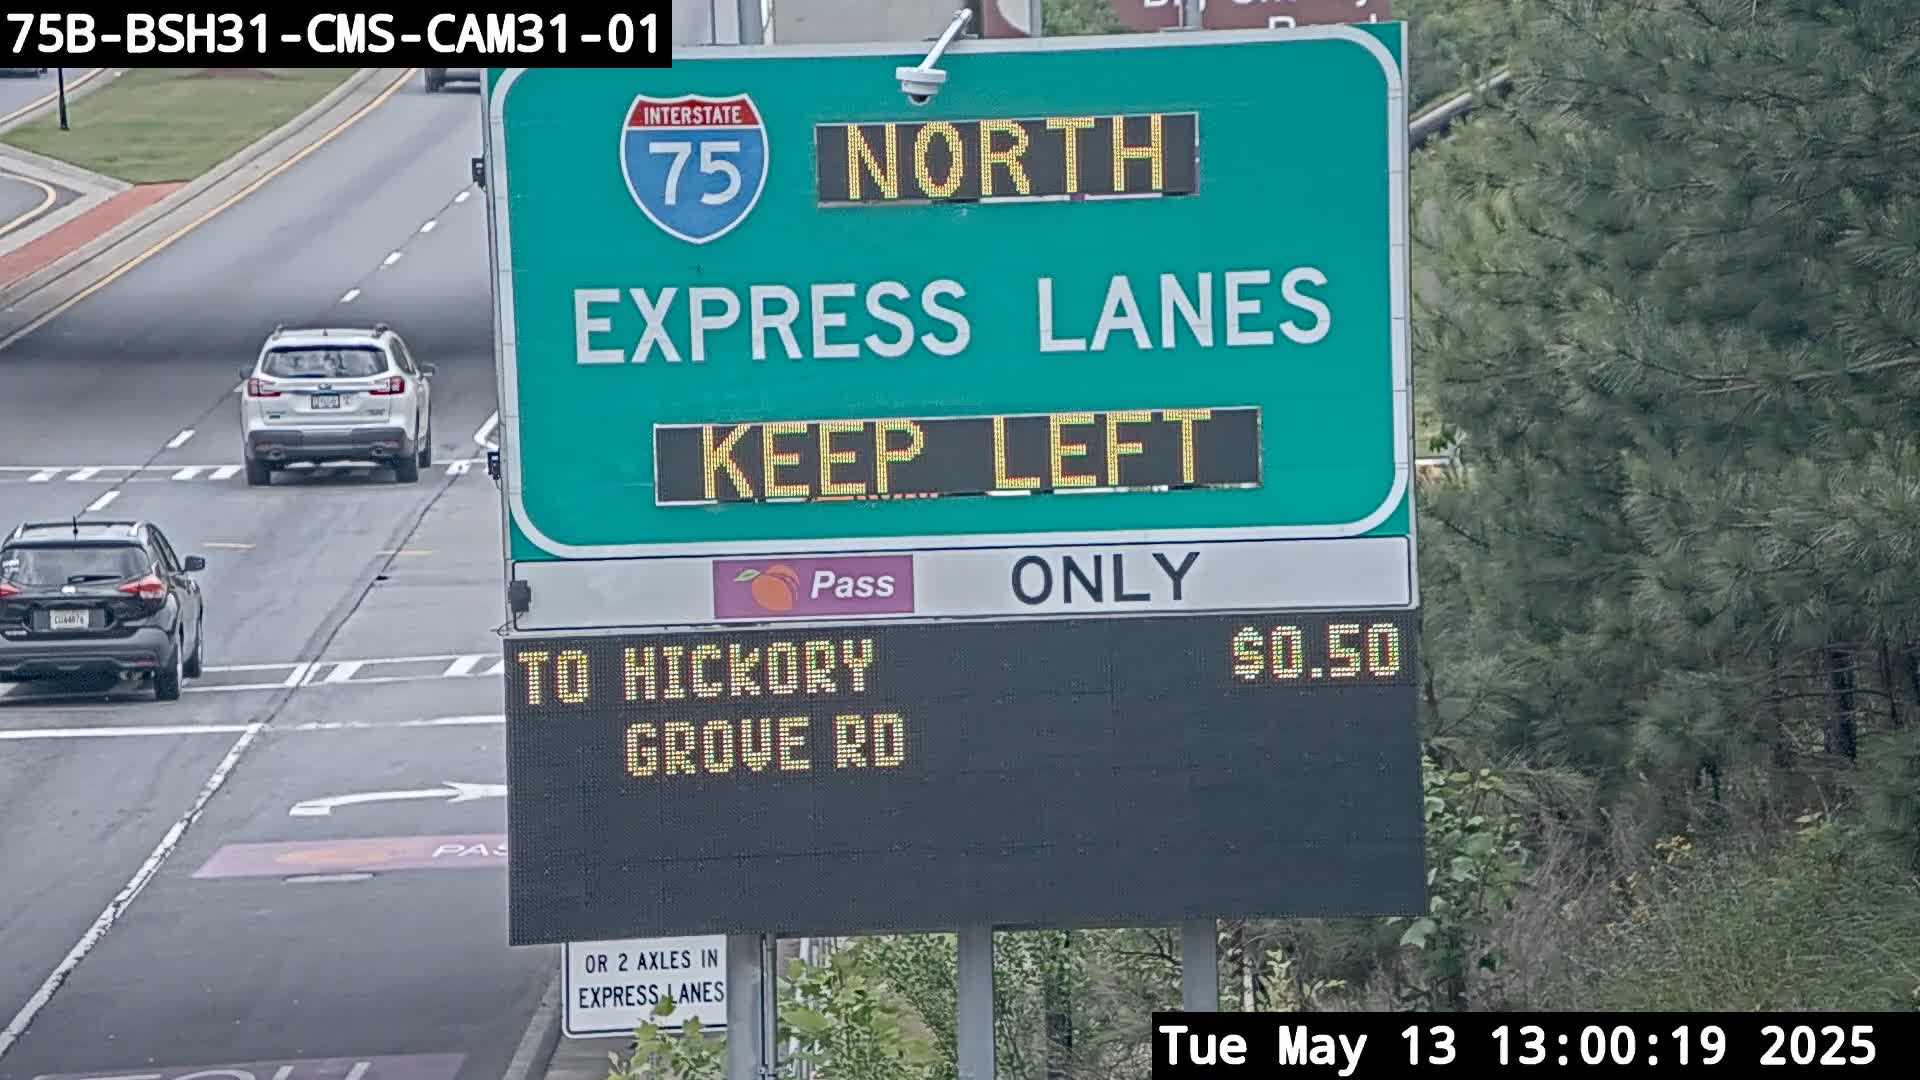 75B-BSH31-CMS-CAM31-01
INTERSTATE
75
NORTH
EXPRESS LANES
KEEP LEFT
Pass
ONLY
TO HICKORY $0.50
GROVE RD
OR 2 AXLES IN
EXPRESS LANES
Tue May 13 13:00:19 2025